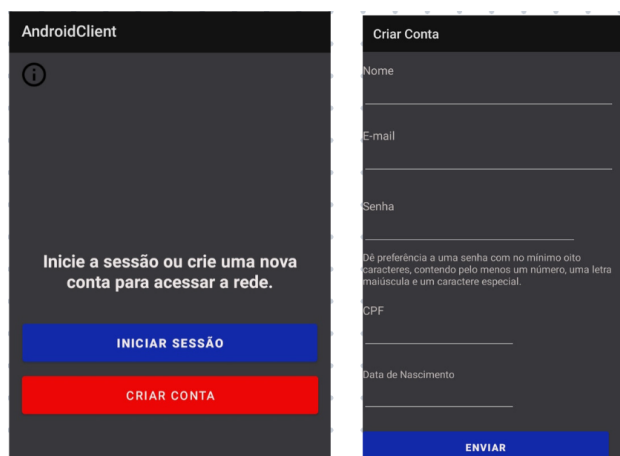 AndroidClient
Inicie a sessão ou crie uma nova
conta para acessar a rede.
INICIAR SESSÃO
CRIAR CONTA
Criar Conta
Nome
E-mail
Senha
Dê preferência a uma senha com no mínimo oito
caracteres, contendo pelo menos um número, uma letra
maiúscula e um caractere especial.
CPF
Data de Nascimento
ENVIAR